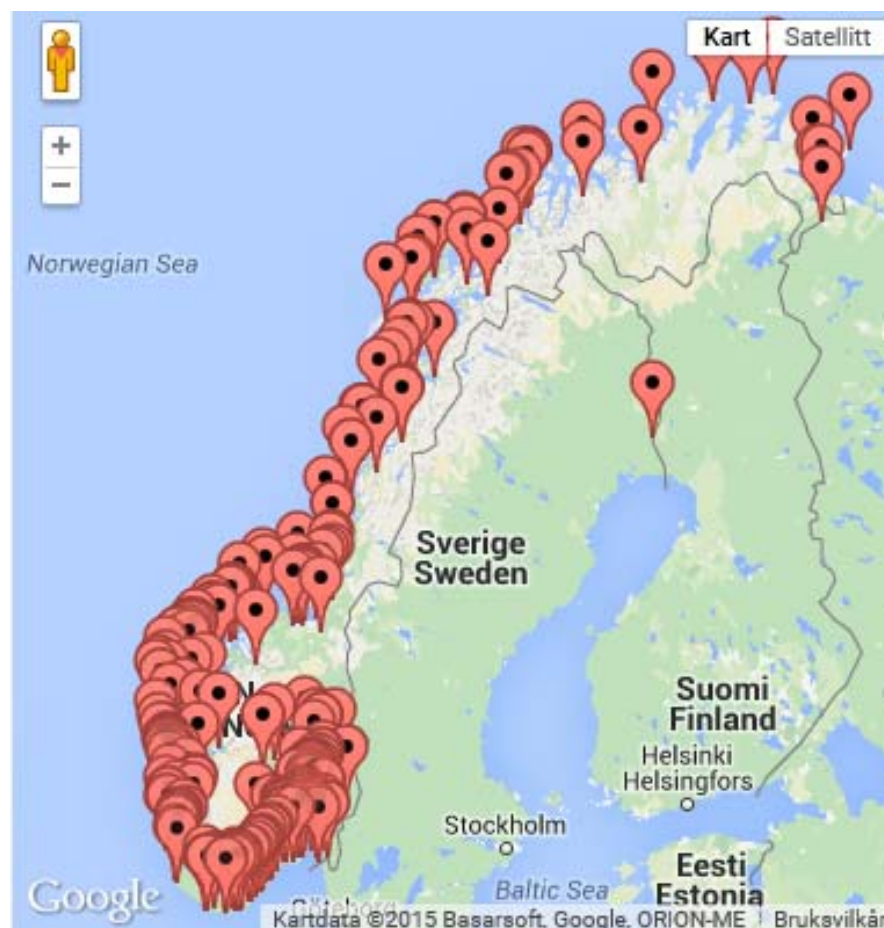 Kart
Satellitt
+
−
Norwegian Sea
Sverige
Sweden
Suomi
Finland
Helsinki
Helsingfors
Stockholm
Eesti
Estonia
Baltic Sea
Google
Kartdata ©2015 Basarsoft, Google, ORION-ME
Bruksvilkår